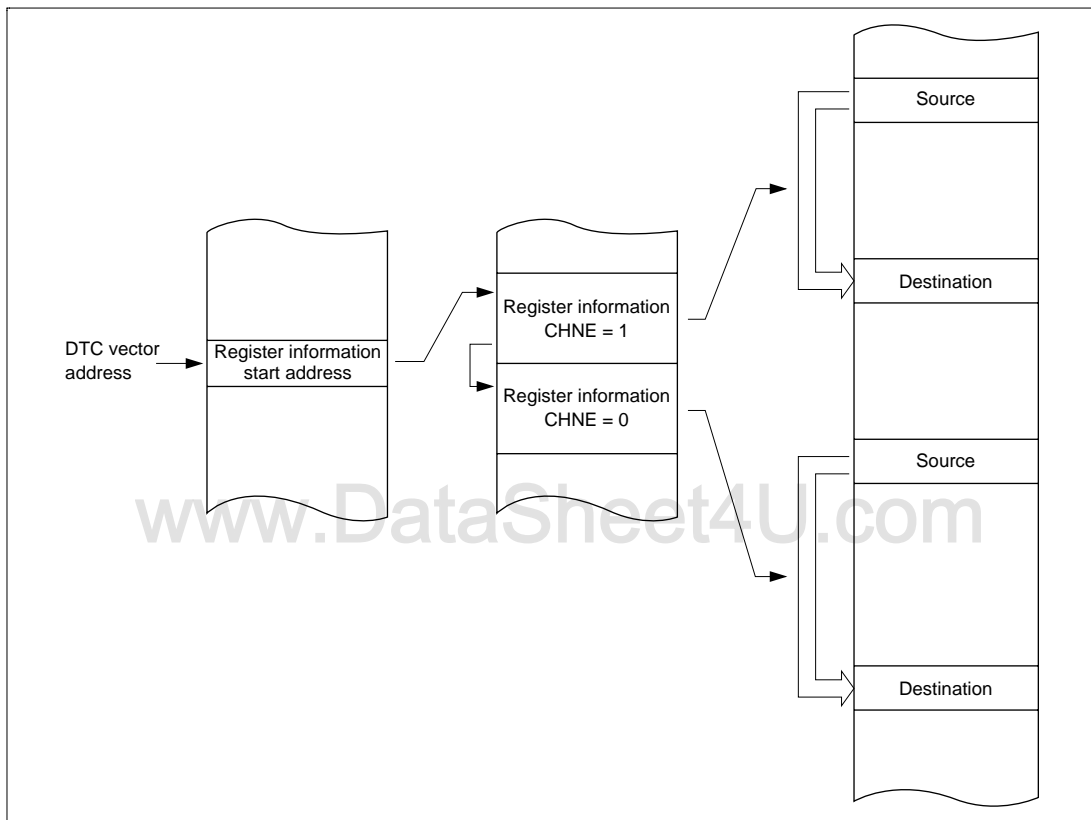 Source
Destination
DTC vector
address
Register information
start address
Register information
CHNE = 1
Register information
CHNE = 0
Source
Destination
www.DataSheet4U.com